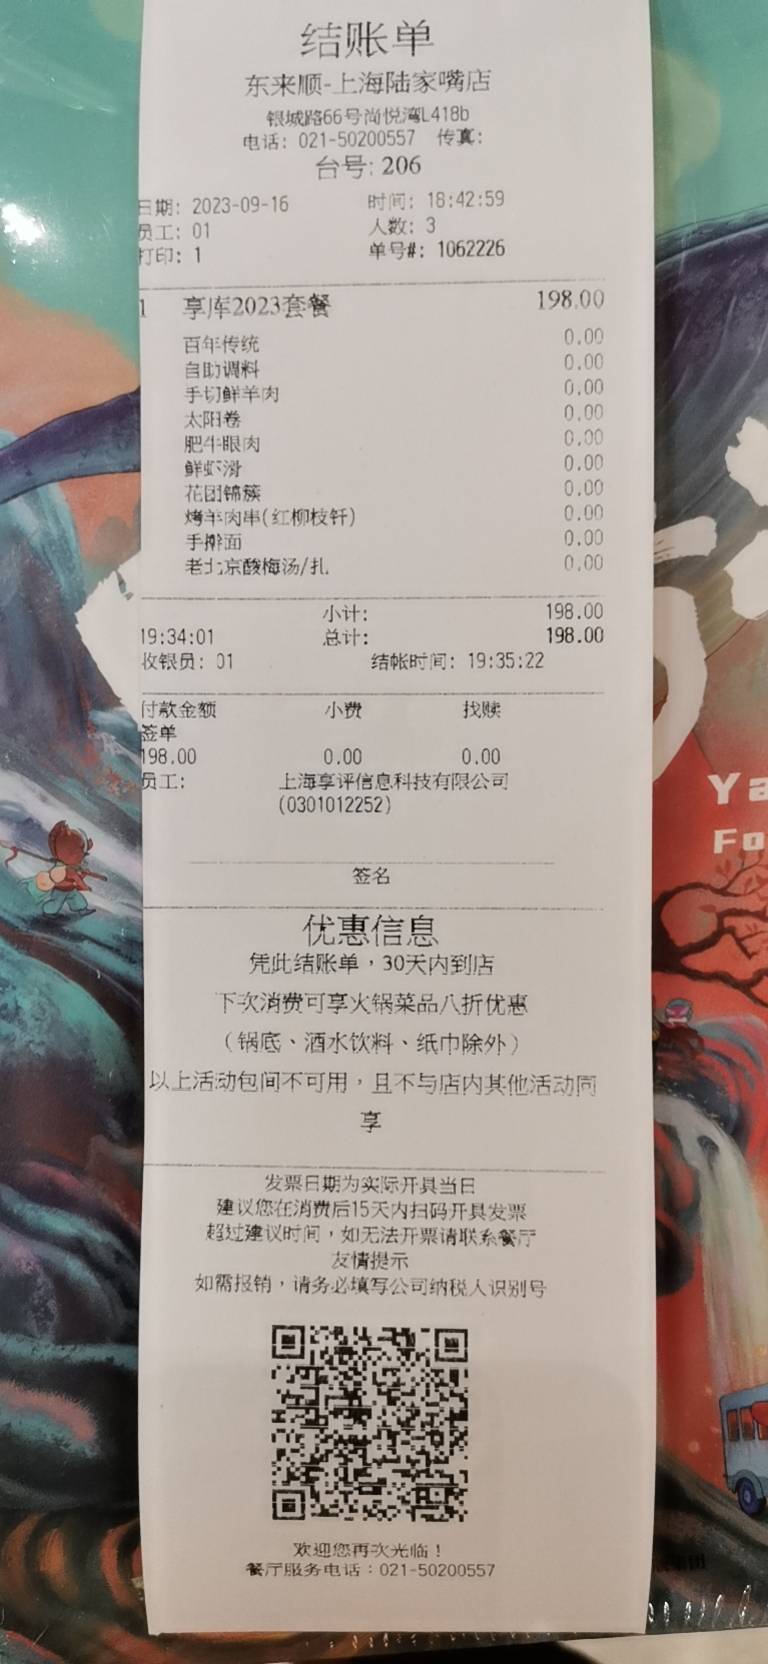 结账单
东来顺-上海陆家嘴店
银城路66号尚悦湾L418b
电话: 021-50200557 传真:
台号: 206
日期: 2023-09-16 时间: 18:42:59
员工: 01 人数: 3
打印: 1 单号#: 1062226
1 享库2023套餐 198.00
百年传统 0.00
自助调料 0.00
手切鲜羊肉 0.00
太阳卷 0.00
肥牛眼肉 0.00
鲜虾滑 0.00
花团锦簇 0.00
烤羊肉串(红柳枝钎) 0.00
手擀面 0.00
老北京酸梅汤/扎 0.00
小计: 198.00
19:34:01 总计: 198.00
收银员: 01 结帐时间: 19:35:22
付款金额 小费 找赎
签单
198.00 0.00 0.00
员工: 上海享评信息科技有限公司
(0301012252)
签名
优惠信息
凭此结账单，30天内到店
下次消费可享火锅菜品八折优惠
（锅底、酒水饮料、纸巾除外）
以上活动包间不可用，且不与店内其他活动同
享
发票日期为实际开具当日
建议您在消费后15天内扫码开具发票
超过建议时间，如无法开票请联系餐厅
友情提示
如需报销，请务必填写公司纳税人识别号
欢迎您再次光临！
餐厅服务电话：021-50200557
Ya
Fo